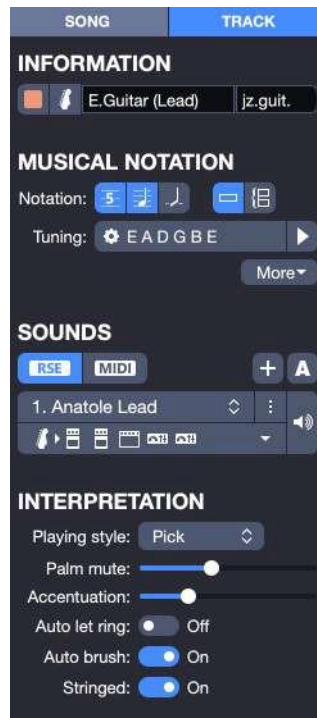 SONG TRACK
INFORMATION
E.Guitar (Lead) jz.guit.
MUSICAL NOTATION
Notation: 5
Tuning: E A D G B E
More
SOUNDS
RSE MIDI + A
1. Anatole Lead
INTERPRETATION
Playing style: Pick
Palm mute:
Accentuation:
Auto let ring: Off
Auto brush: On
Stringed: On